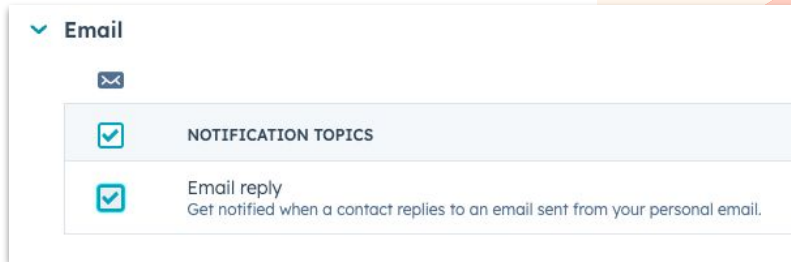 Email
NOTIFICATION TOPICS
Email reply
Get notified when a contact replies to an email sent from your personal email.